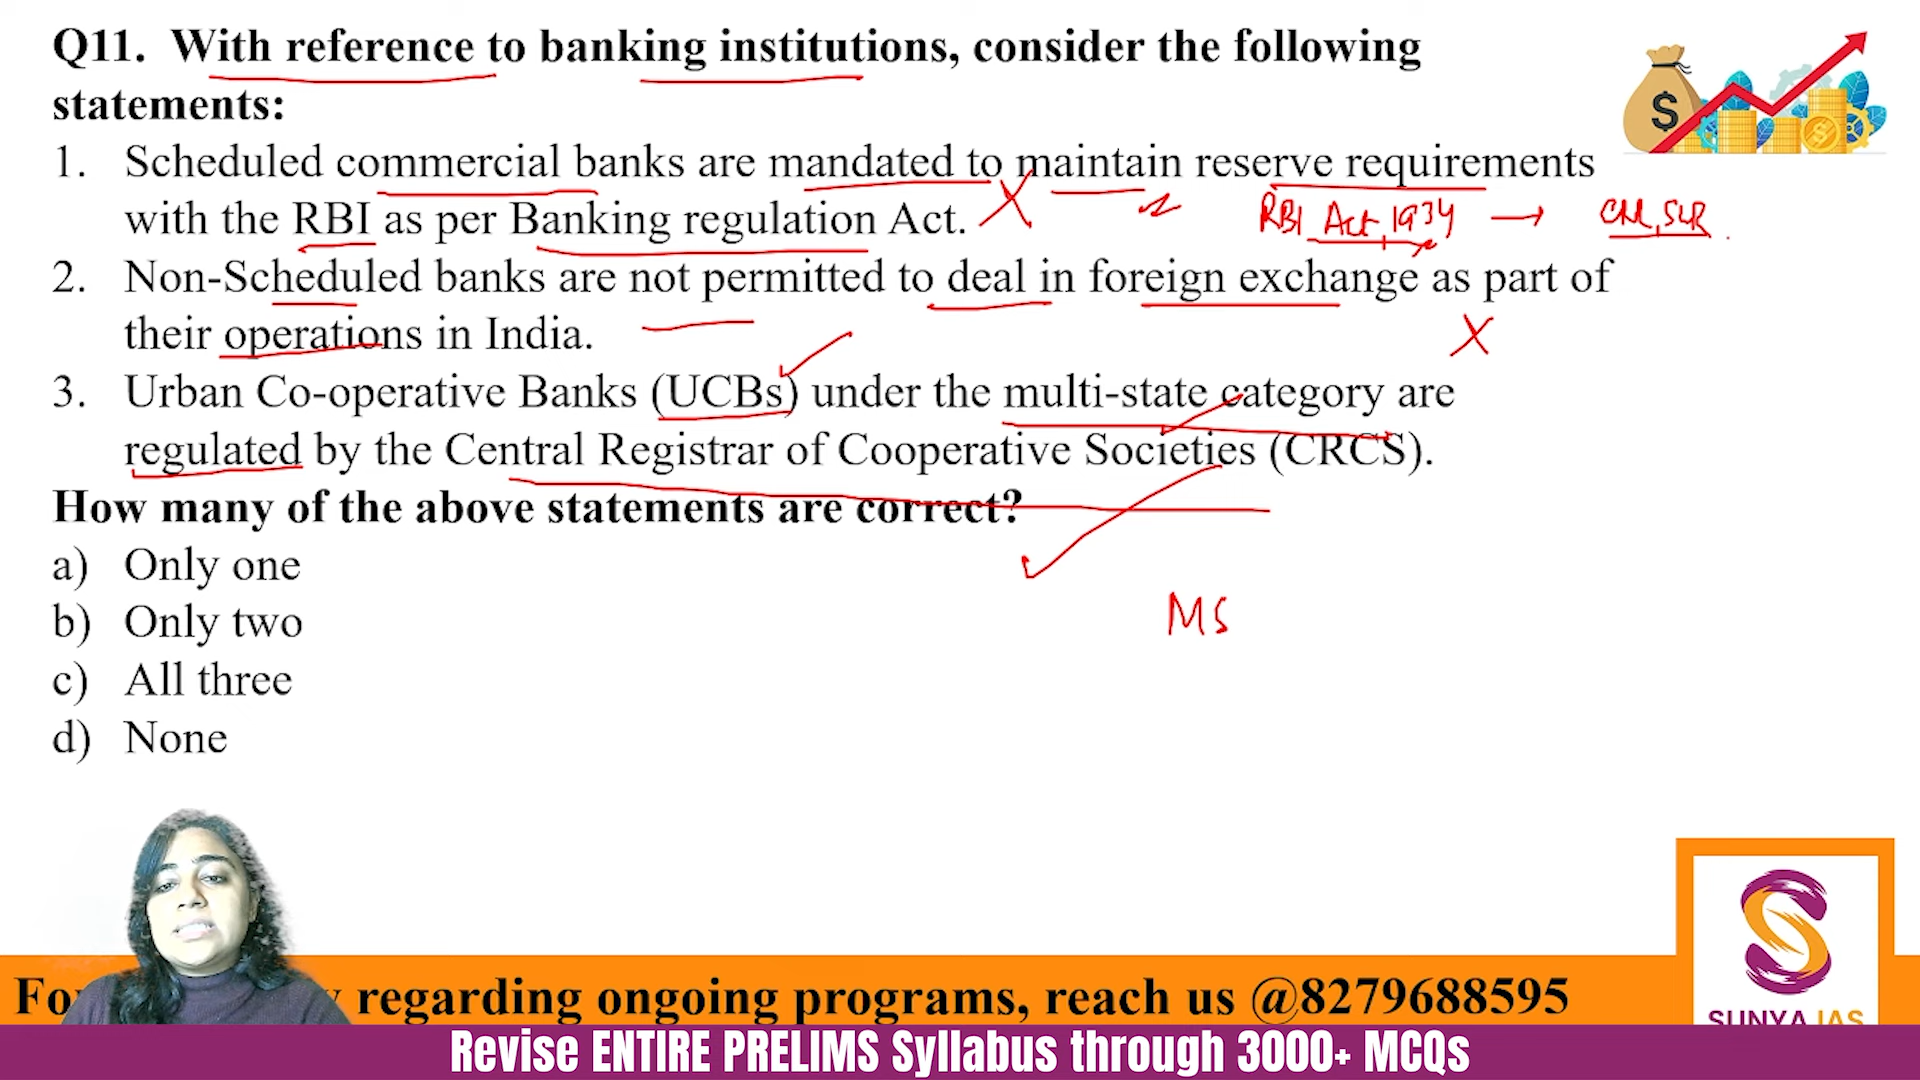 Q11. With reference to banking institutions, consider the following
statements:
1. Scheduled commercial banks are mandated to maintain reserve requirements
with the RBI as per Banking regulation Act.
RBI Act, 1934 → CRR, SLR
2. Non-Scheduled banks are not permitted to deal in foreign exchange as part of
their operations in India.
3. Urban Co-operative Banks (UCBs) under the multi-state category are
regulated by the Central Registrar of Cooperative Societies (CRCS).
How many of the above statements are correct?
a) Only one
b) Only two
c) All three
d) None
MS
$
regarding ongoing programs, reach us @8279688595
SUNYA IAS
Revise ENTIRE PRELIMS Syllabus through 3000+ MCQs